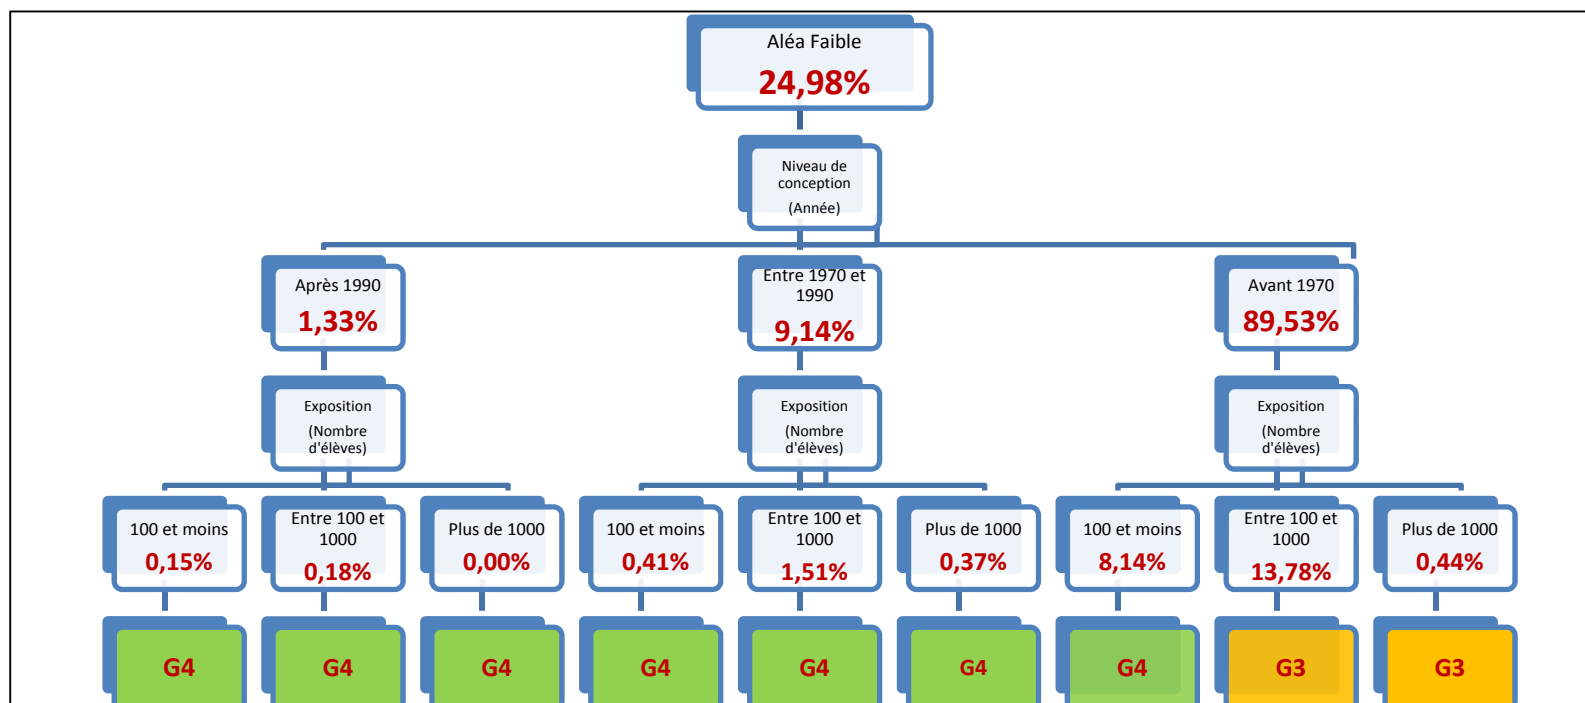 Aléa Faible
24,98%
Niveau de
conception
(Année)
Après 1990
1,33%
Entre 1970 et
1990
9,14%
Avant 1970
89,53%
Exposition
(Nombre
d'élèves)
Exposition
(Nombre
d'élèves)
Exposition
(Nombre
d'élèves)
100 et moins
0,15%
Entre 100 et
1000
0,18%
Plus de 1000
0,00%
100 et moins
0,41%
Entre 100 et
1000
1,51%
Plus de 1000
0,37%
100 et moins
8,14%
Entre 100 et
1000
13,78%
Plus de 1000
0,44%
G4
G4
G4
G4
G4
G4
G4
G3
G3